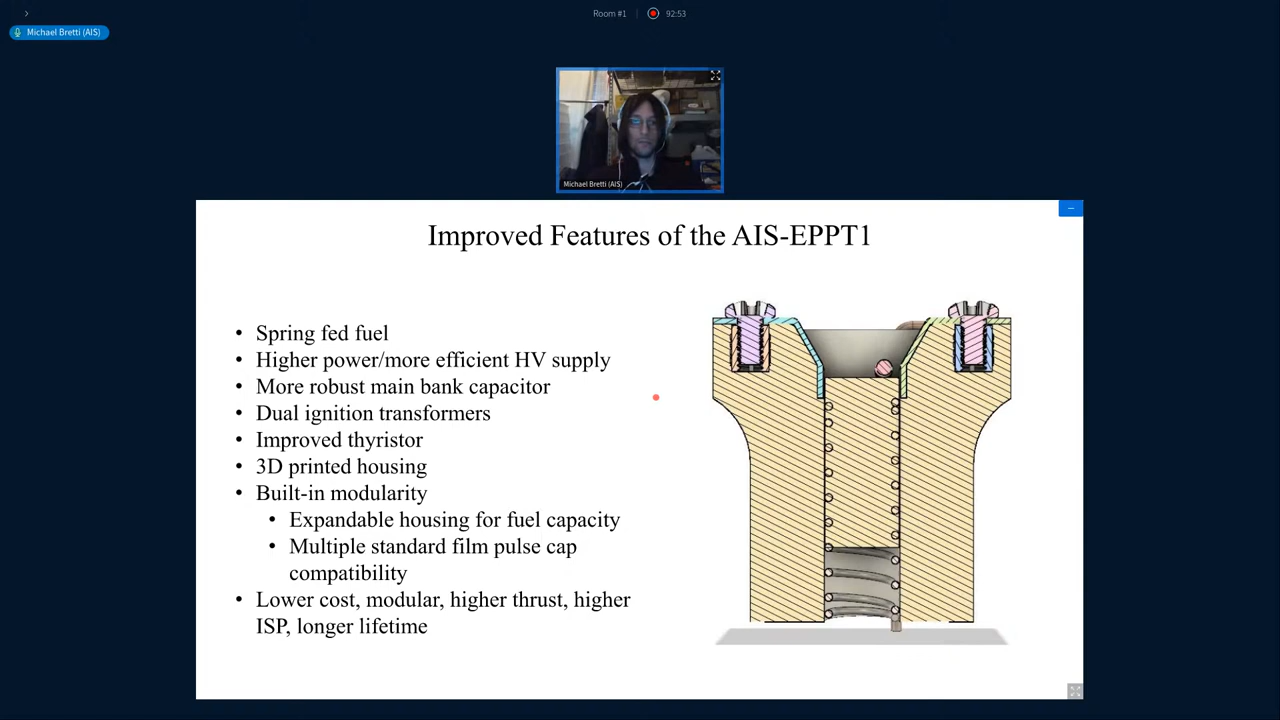 Room #1
92:53
Michael Bretti (AIS)
Michael Bretti (AIS)
Improved Features of the AIS-EPPT1
• Spring fed fuel
• Higher power/more efficient HV supply
• More robust main bank capacitor
• Dual ignition transformers
• Improved thyristor
• 3D printed housing
• Built-in modularity
• Expandable housing for fuel capacity
• Multiple standard film pulse cap
compatibility
• Lower cost, modular, higher thrust, higher
ISP, longer lifetime